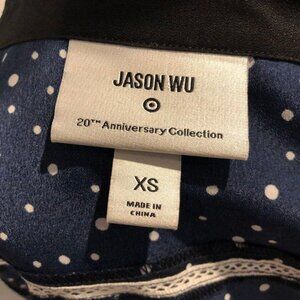 JASON WU
20TH Anniversary Collection
XS
MADE IN
CHINA